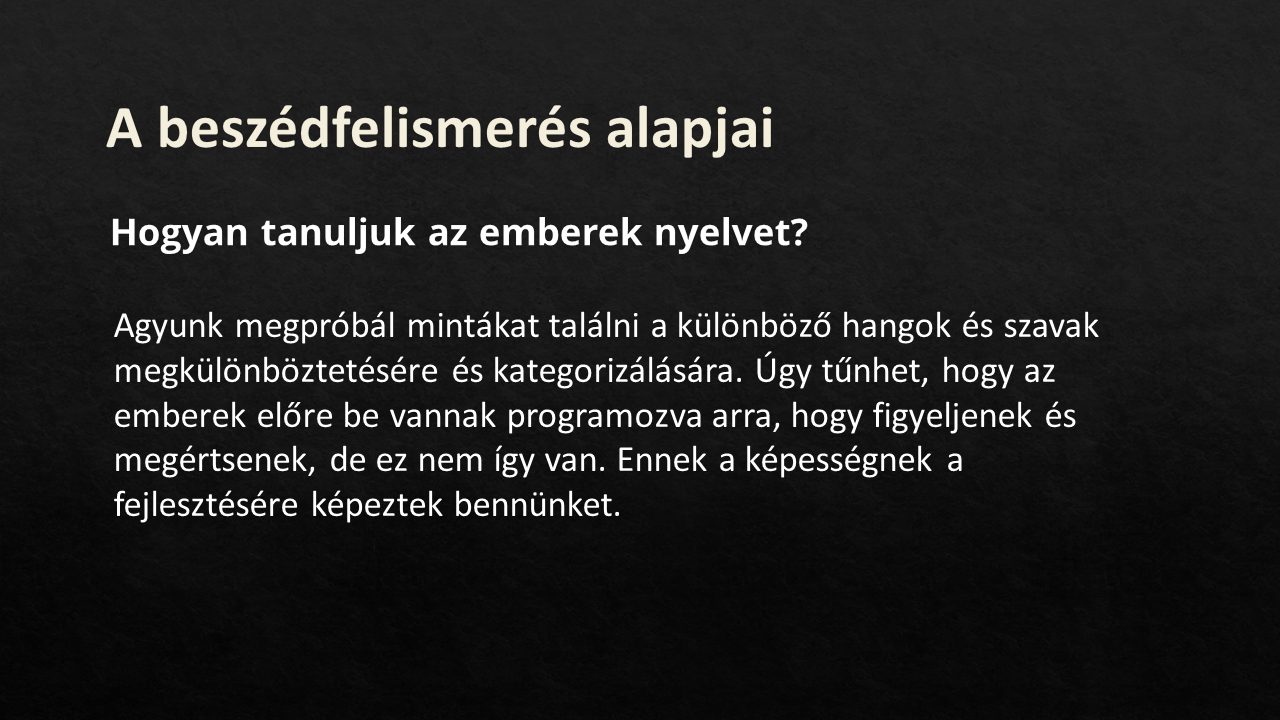 A beszédfelismerés alapjai
Hogyan tanuljuk az emberek nyelvet?
Agyunk megpróbál mintákat találni a különböző hangok és szavak
megkülönböztetésére és kategorizálására. Úgy tűnhet, hogy az
emberek előre be vannak programozva arra, hogy figyeljenek és
megértsenek, de ez nem így van. Ennek a képességnek a
fejlesztésére képeztek bennünket.